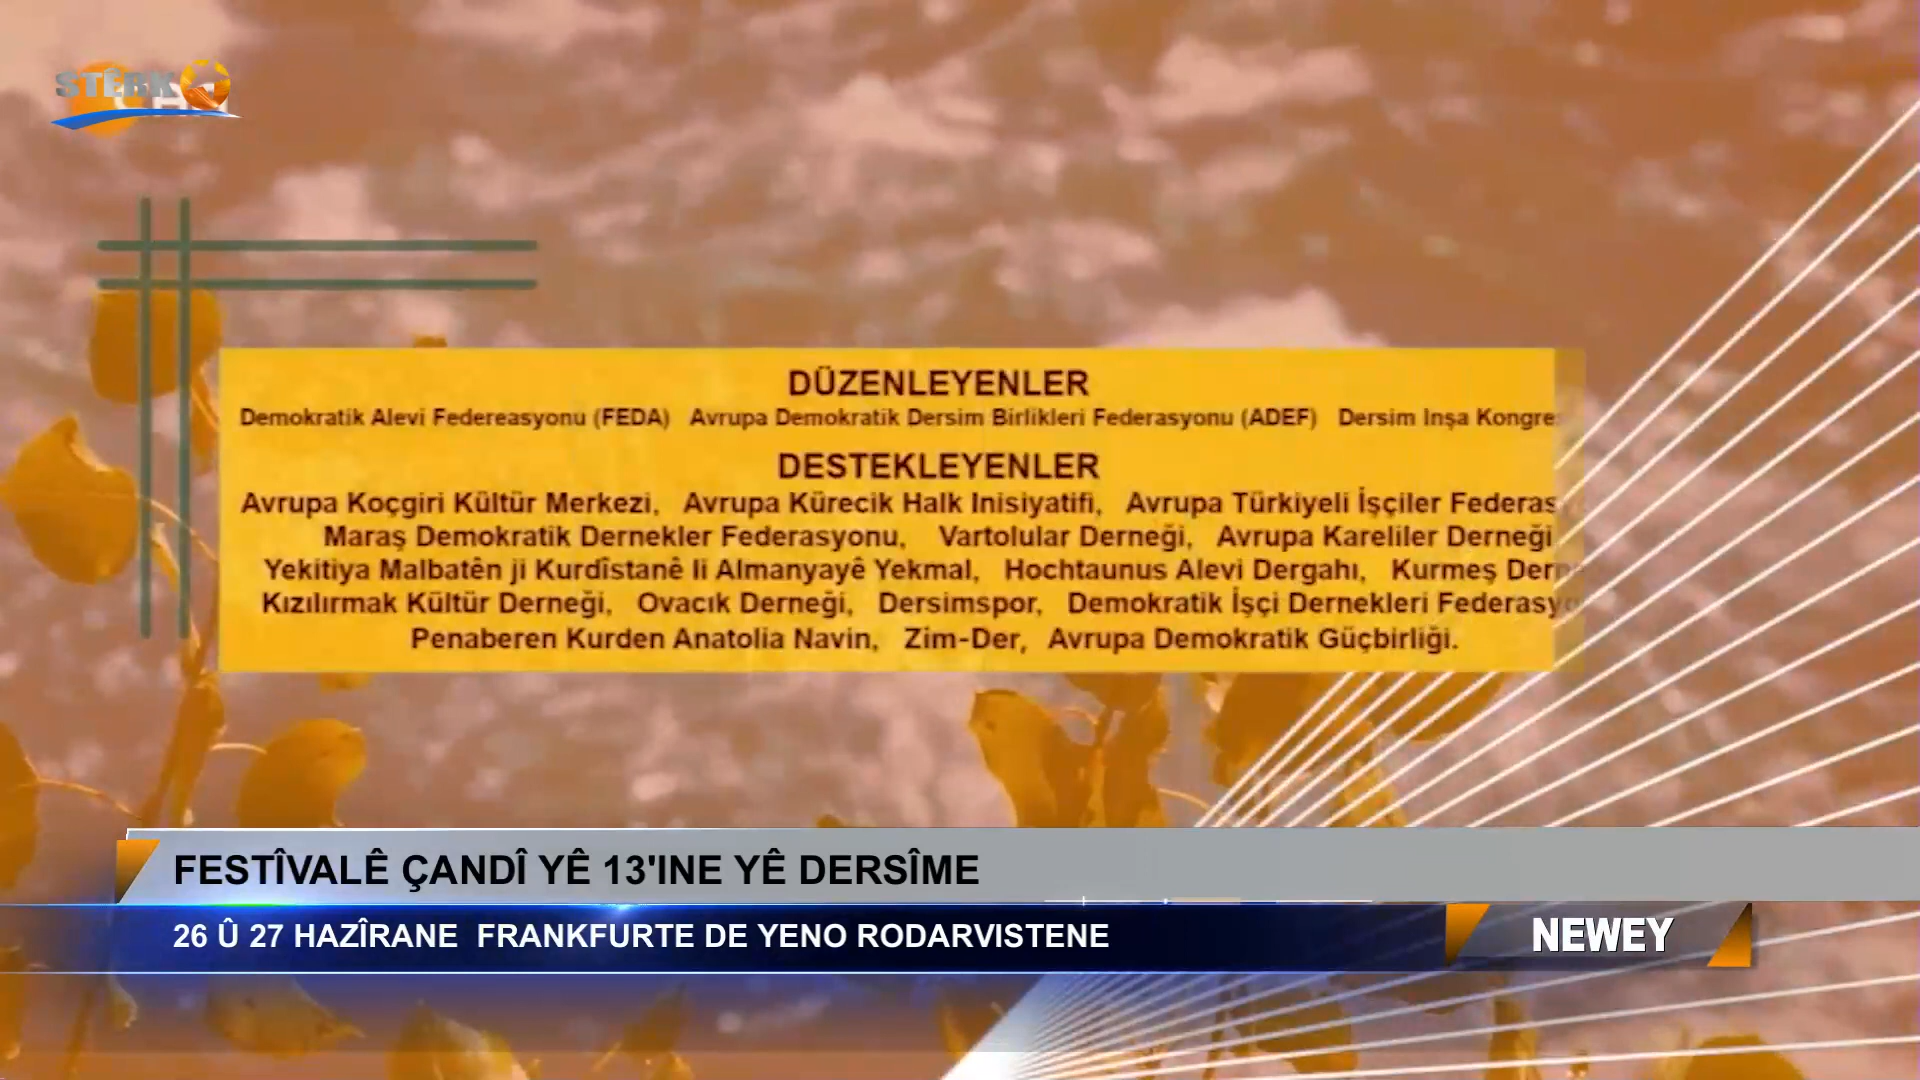 STÊRK
DÜZENLEYENLER
Demokratik Alevi Federeasyonu (FEDA) Avrupa Demokratik Dersim Birlikleri Federasyonu (ADEF) Dersim Inşa
DESTEKLEYENLER
Avrupa Koçgiri Kültür Merkezi, Avrupa Kürecik Halk Inisiyatifi, Avrupa Türkiyeli İşçiler
Maraş Demokratik Dernekler Federasyonu, Vartolular Derneği, Avrupa Kareliler Derneği
Yekitiya Malbatên ji Kurdîstanê li Almanyayê Yekmal, Hochtaunus Alevi Dergahı, Kurmeş
Kızılırmak Kültür Derneği, Ovacık Derneği, Dersimspor, Demokratik İşçi Dernekleri
Penaberen Kurden Anatolia Navin, Zim-Der, Avrupa Demokratik Güçbirliği.
FESTÎVALÊ ÇANDÎ YÊ 13'INE YÊ DERSÎME
26 Û 27 HAZÎRANE FRANKFURTE DE YENO RODARVISTENE
NEWEY